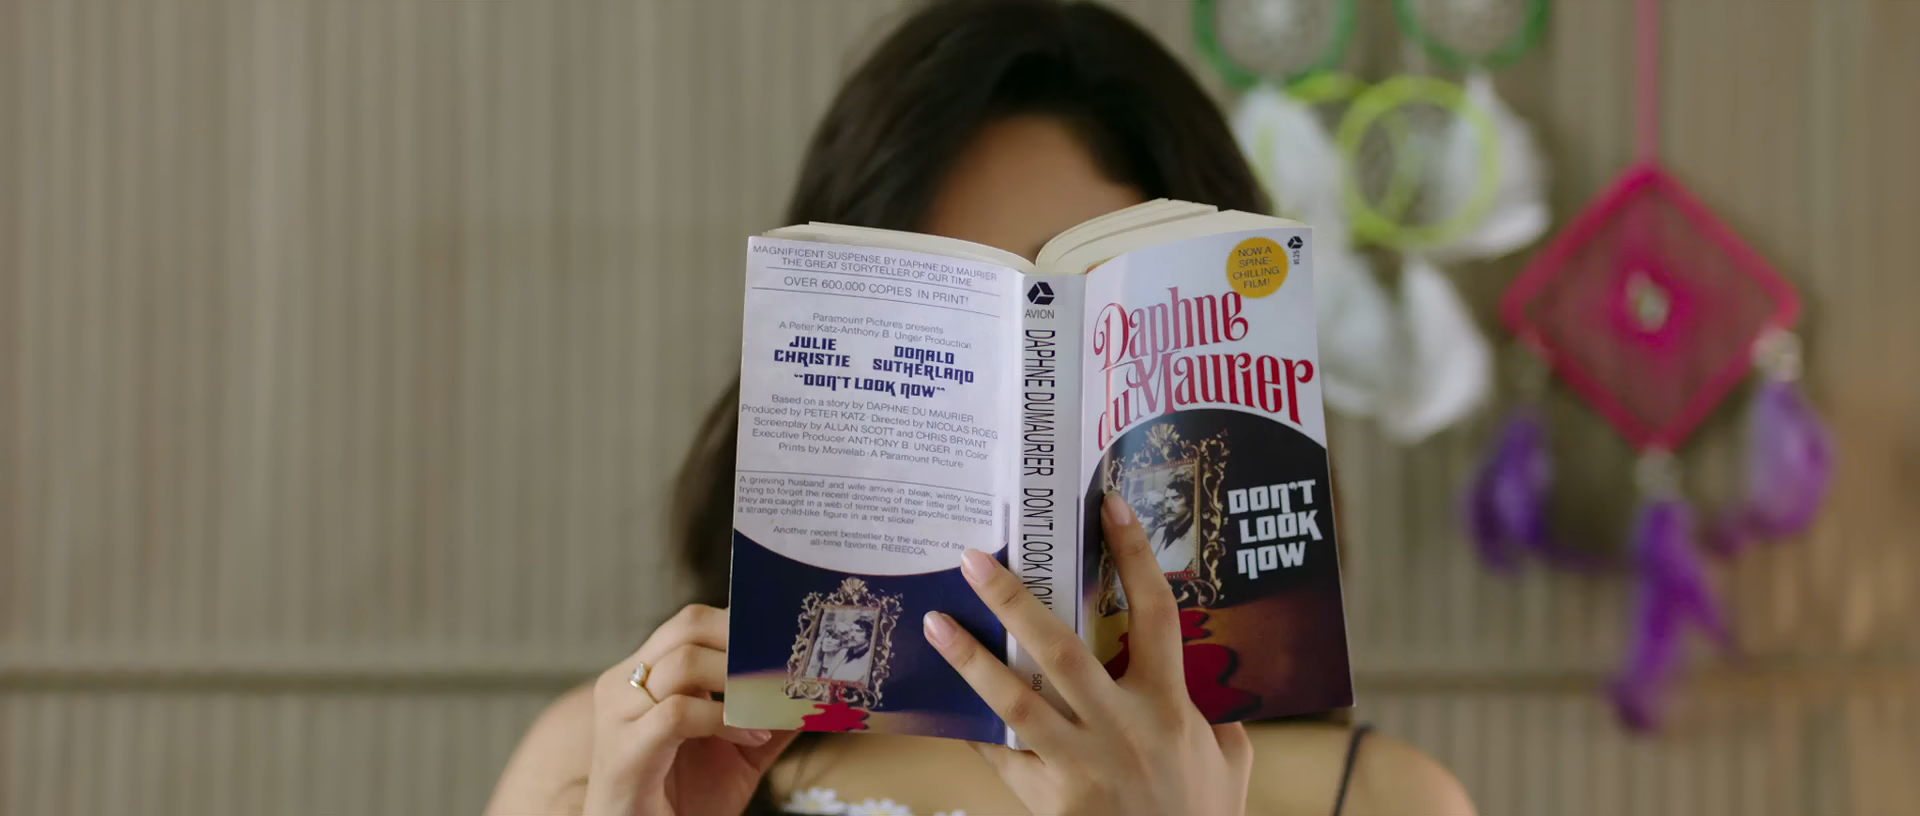 MAGNIFICENT SUSPENSE BY DAPHNE DU MAURIER
THE GREAT STORYTELLER OF OUR TIME.
OVER 600,000 COPIES IN PRINT!
Paramount Pictures presents
A Peter Katz-Anthony B. Unger Production
JULIE CHRISTIE
DONALD SUTHERLAND
"DON'T LOOK NOW"
Based on a story by DAPHNE DU MAURIER
Produced by PETER KATZ · Directed by NICOLAS ROEG
Screenplay by ALLAN SCOTT and CHRIS BRYANT
Executive Producer ANTHONY B. UNGER in Color
Prints by Movielab · A Paramount Picture
A grieving husband and wife arrive in bleak, wintry Venice
trying to forget the recent drowning of their little girl. Instead
they are caught in a web of terror with two psychic sisters and
a strange child-like figure in a red slicker
Another recent bestseller by the author of the
all-time favorite, REBECCA.
AVION
DAPHNE DU MAURIER DON'T LOOK NOW
580
NOW A
SPINE-
CHILLING
FILM!
$1.25
Daphne
du Maurier
DON'T
LOOK
NOW